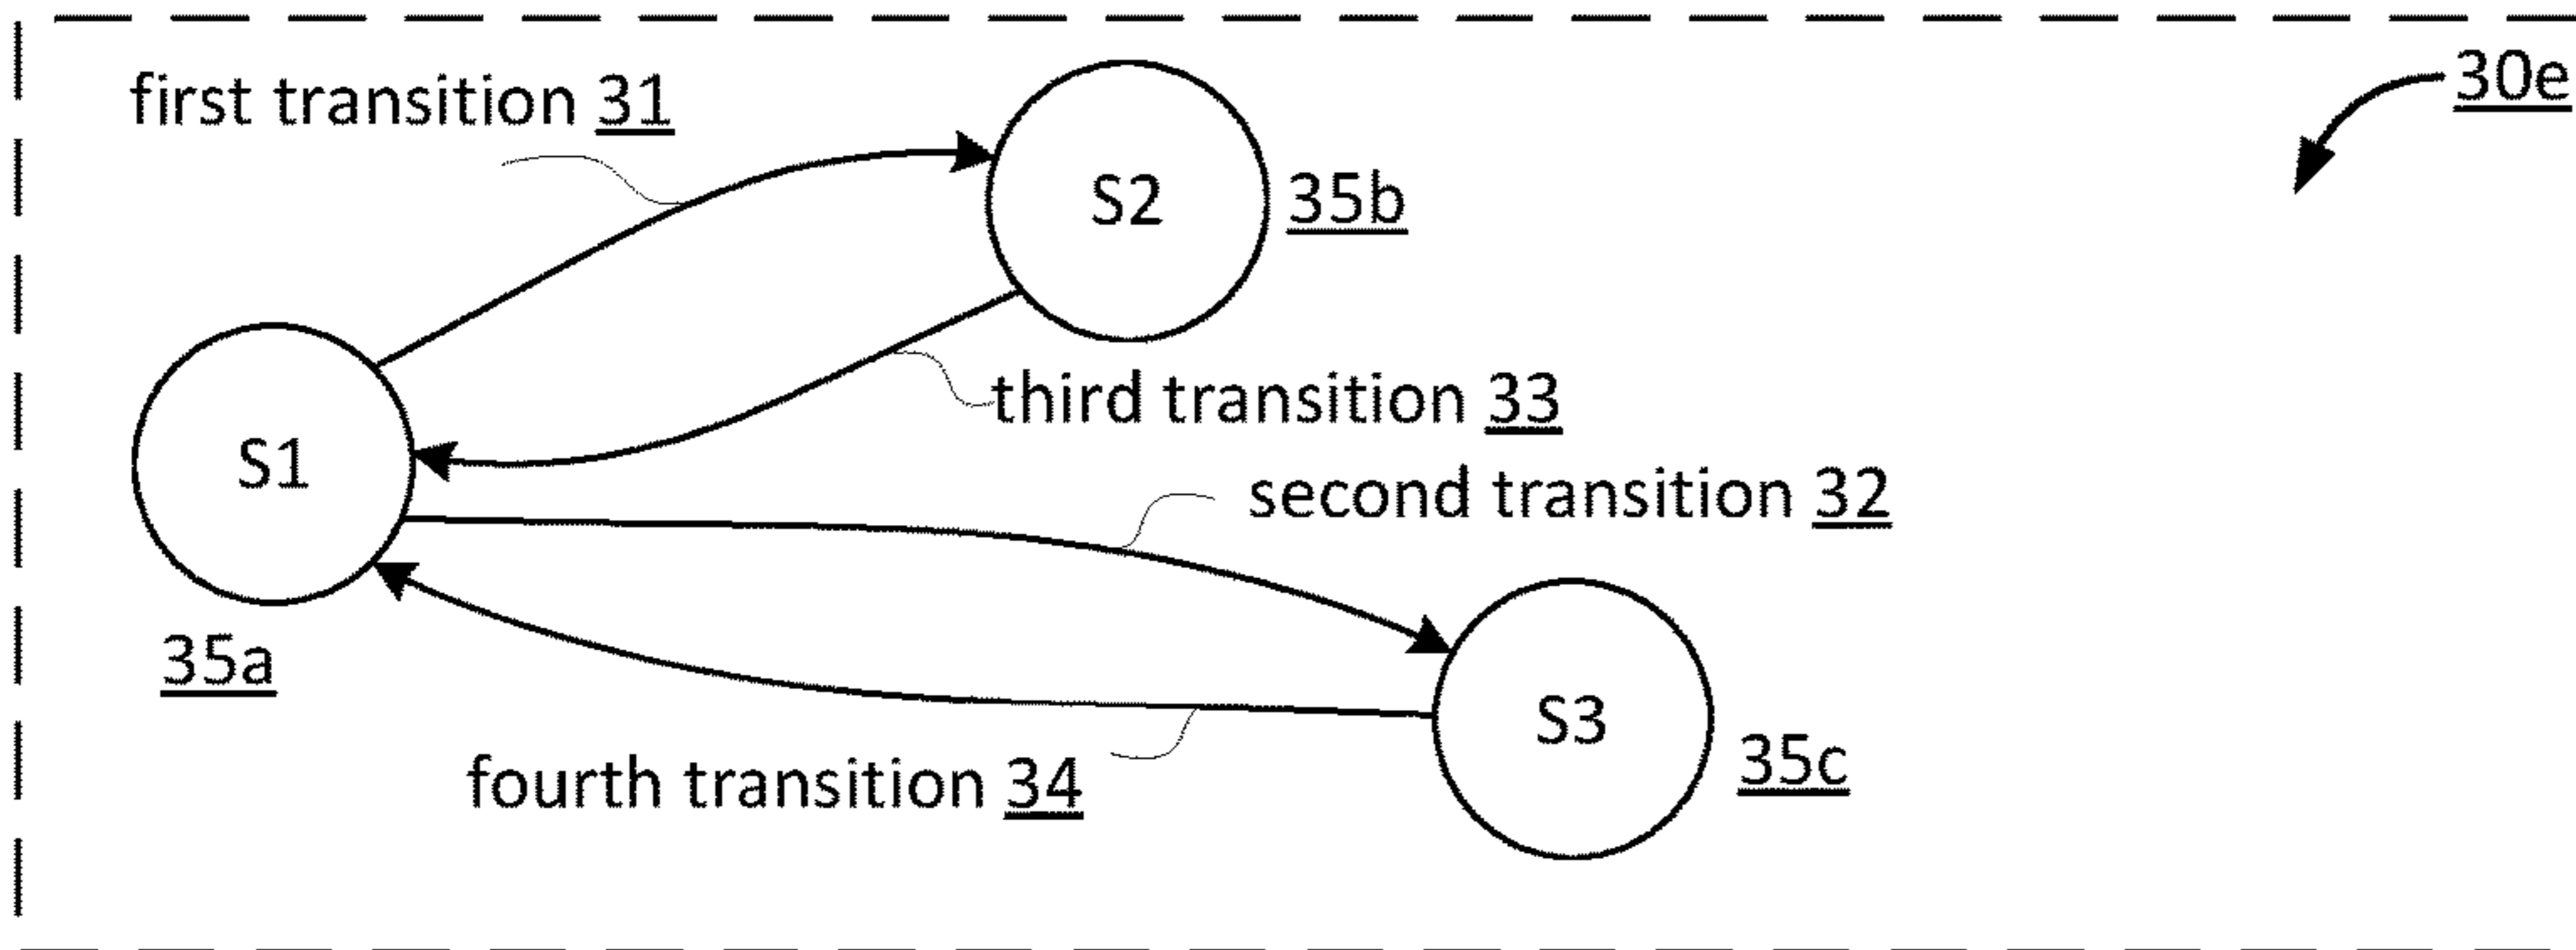 first transition 31
30e
S2
35b
third transition 33
S1
second transition 32
35a
S3
35c
fourth transition 34